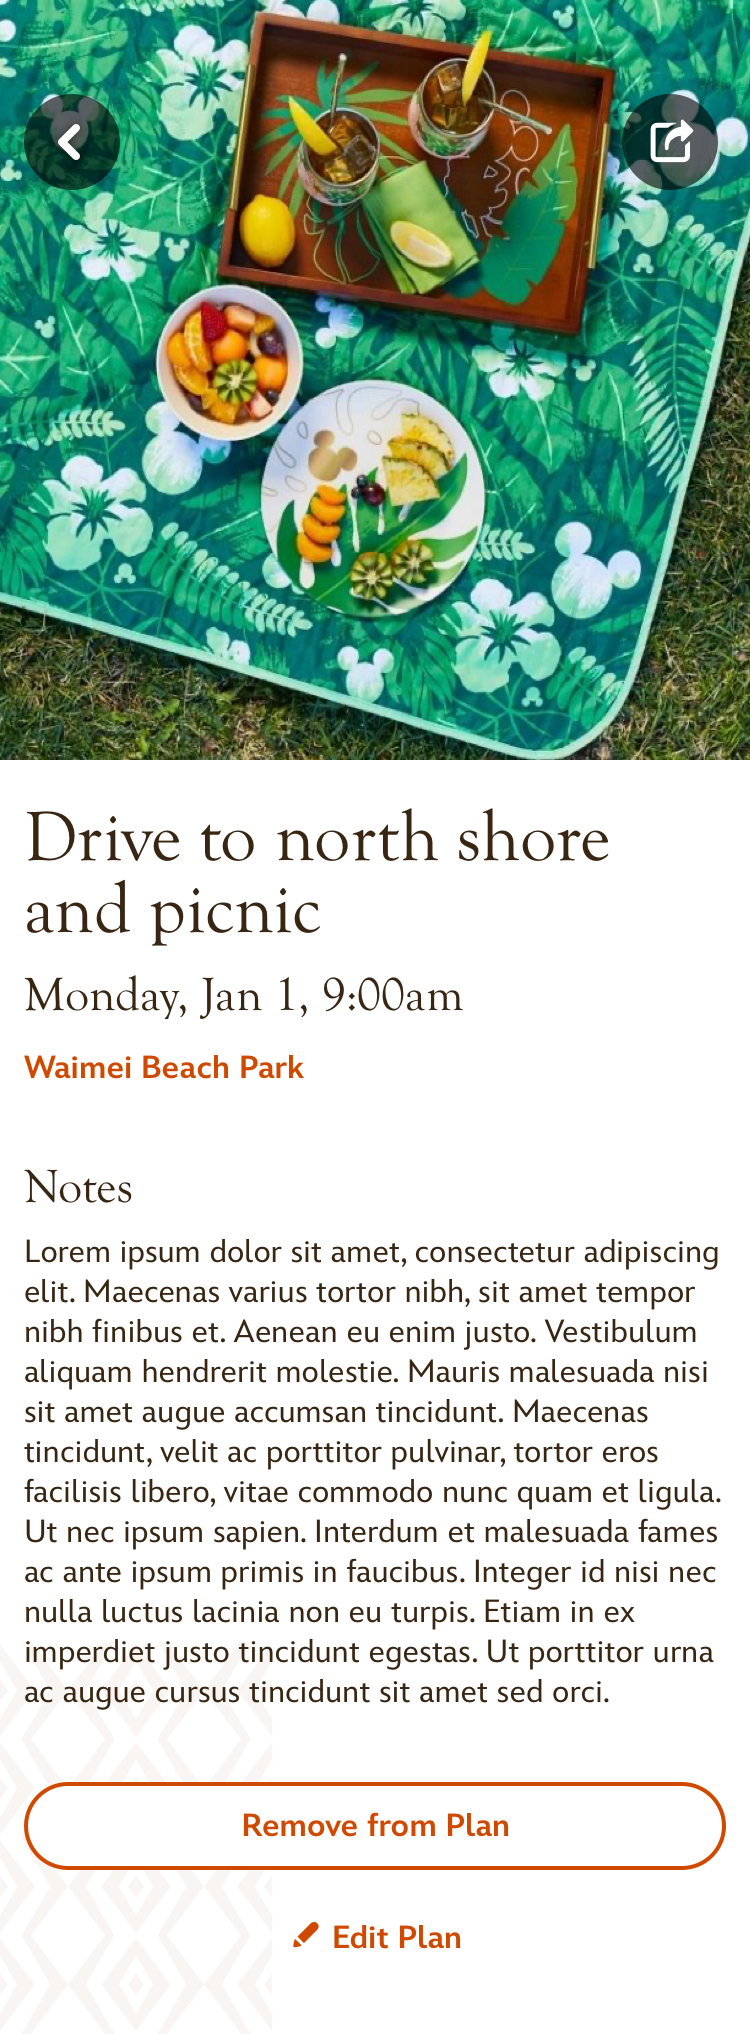 Drive to north shore
and picnic
Monday, Jan 1, 9:00am
Waimei Beach Park
Notes
Lorem ipsum dolor sit amet, consectetur adipiscing
elit. Maecenas varius tortor nibh, sit amet tempor
nibh finibus et. Aenean eu enim justo. Vestibulum
aliquam hendrerit molestie. Mauris malesuada nisi
sit amet augue accumsan tincidunt. Maecenas
tincidunt, velit ac porttitor pulvinar, tortor eros
facilisis libero, vitae commodo nunc quam et ligula.
Ut nec ipsum sapien. Interdum et malesuada fames
ac ante ipsum primis in faucibus. Integer id nisi nec
nulla luctus lacinia non eu turpis. Etiam in ex
imperdiet justo tincidunt egestas. Ut porttitor urna
ac augue cursus tincidunt sit amet sed orci.
Remove from Plan
Edit Plan